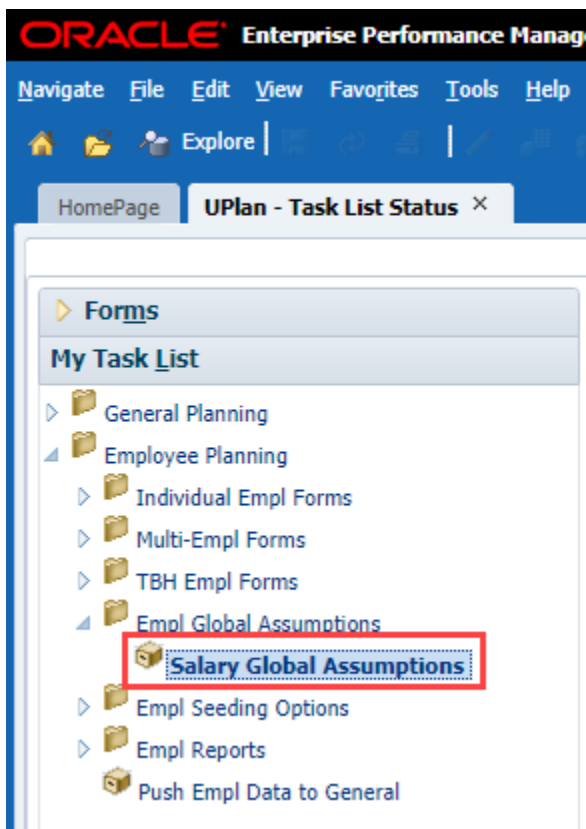 ORACLE Enterprise Performance Manag
Navigate File Edit View Favorites Tools Help
Explore
HomePage UPlan - Task List Status ×
Forms
My Task List
General Planning
Employee Planning
Individual Empl Forms
Multi-Empl Forms
TBH Empl Forms
Empl Global Assumptions
Salary Global Assumptions
Empl Seeding Options
Empl Reports
Push Empl Data to General